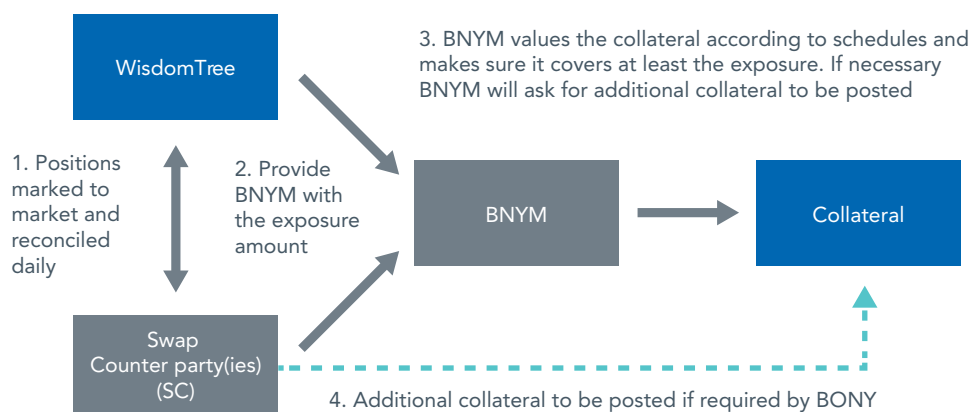 WisdomTree
3. BNYM values the collateral according to schedules and
makes sure it covers at least the exposure. If necessary
BNYM will ask for additional collateral to be posted
1. Positions
marked to
market and
reconciled
daily
2. Provide
BNYM with
the exposure
amount
BNYM
Collateral
Swap
Counter party(ies)
(SC)
4. Additional collateral to be posted if required by BONY